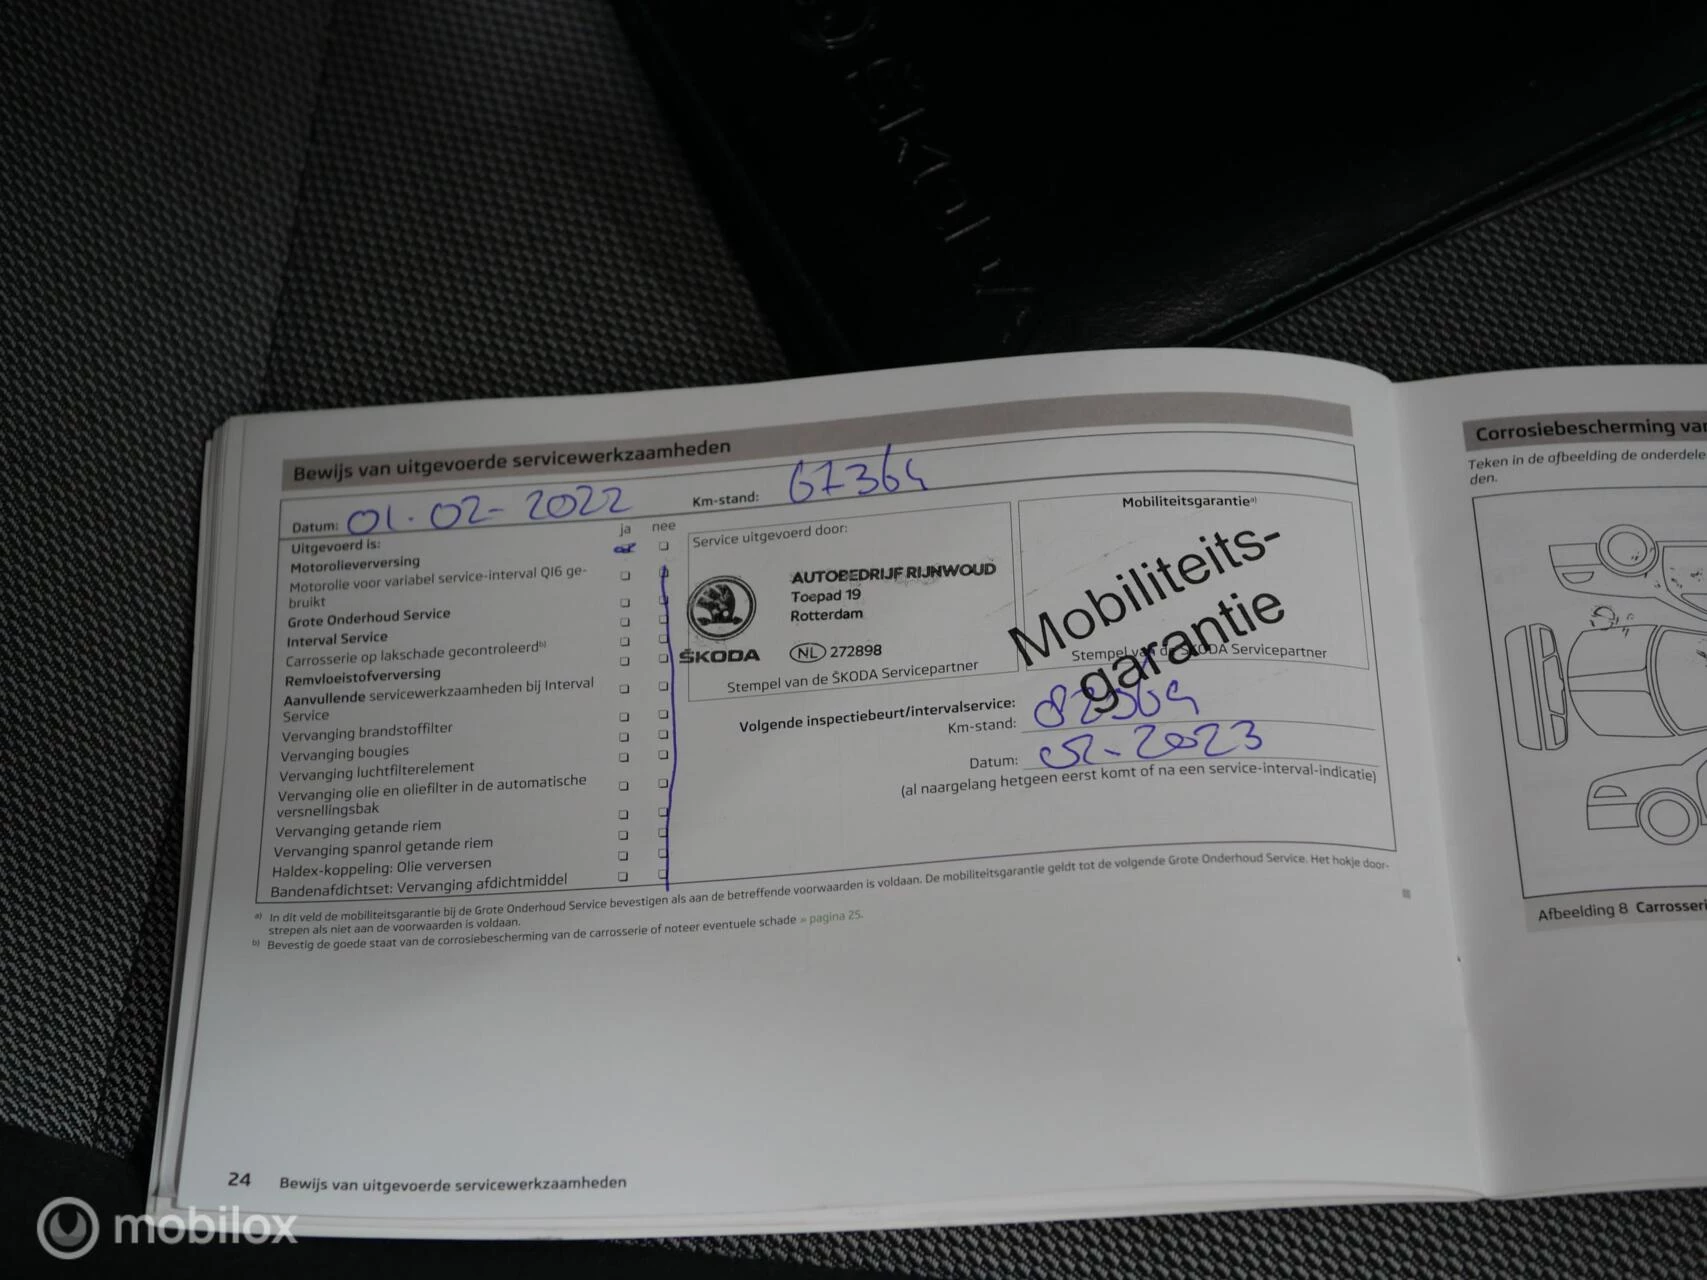 ŠKODA
Bewijs van uitgevoerde servicewerkzaamheden
Datum: 01-02-2022
Km-stand: 67364
Uitgevoerd is:
ja nee
Motorolieverversing
Motorolie voor variabel service-interval QI6 ge-
bruikt
Grote Onderhoud Service
Interval Service
Carrosserie op lakschade gecontroleerd b)
Remvloeistofverversing
Aanvullende servicewerkzaamheden bij Interval
Service
Vervanging brandstoffilter
Vervanging bougies
Vervanging luchtfilterelement
Vervanging olie en oliefilter in de automatische
versnellingsbak
Vervanging getande riem
Vervanging spanrol getande riem
Haldex-koppeling: Olie verversen
Bandenafdichtset: Vervanging afdichtmiddel
Service uitgevoerd door:
AUTOBEDRIJF RIJNWOUD
Toepad 19
Rotterdam
ŠKODA
NL 272898
Stempel van de ŠKODA Servicepartner
Mobiliteitsgarantie a)
Mobiliteits-
garantie
Stempel van de ŠKODA Servicepartner
Volgende inspectiebeurt/intervalservice:
Km-stand:
Datum: 02-2023
(al naargelang hetgeen eerst komt of na een service-interval-indicatie)
a) In dit veld de mobiliteitsgarantie bij de Grote Onderhoud Service bevestigen als aan de betreffende voorwaarden is voldaan. De mobiliteitsgarantie geldt tot de volgende Grote Onderhoud Service. Het hokje door-
strepen als niet aan de voorwaarden is voldaan.
b) Bevestig de goede staat van de corrosiebescherming van de carrosserie of noteer eventuele schade » pagina 25.
24 Bewijs van uitgevoerde servicewerkzaamheden
Corrosiebescherming
Teken in de afbeelding de
den.
Afbeelding 8
mobilox